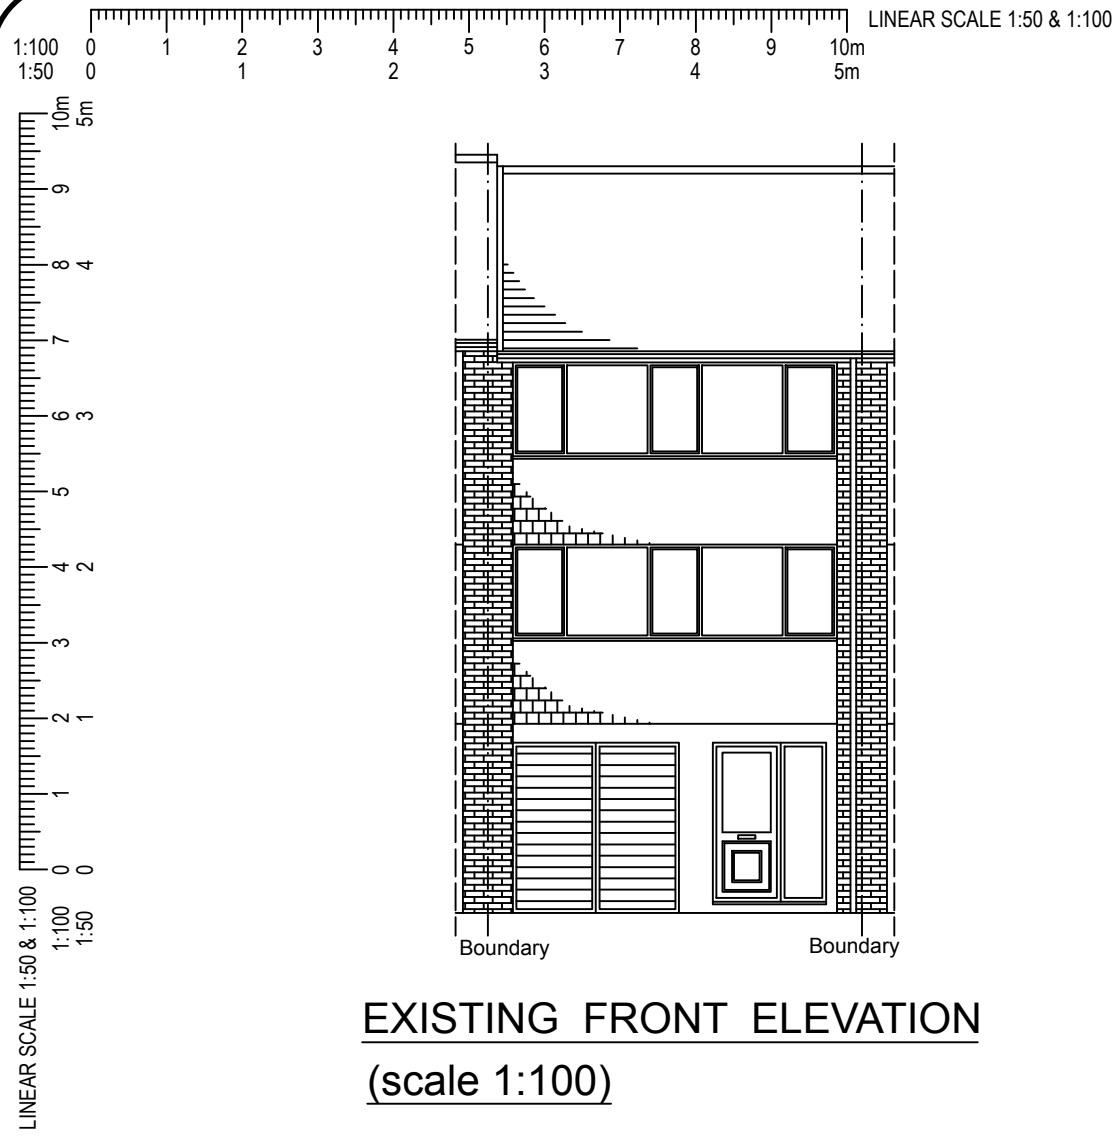 LINEAR SCALE 1:50 & 1:100
1:100 0 1 2 3 4 5 6 7 8 9 10m
1:50 0 1 2 3 4 5m
10m 5m
9
8 4
7
6 3
5
4 2
3
2 1
1
0 0
1:100
1:50
LINEAR SCALE 1:50 & 1:100
Boundary Boundary
EXISTING FRONT ELEVATION
(scale 1:100)